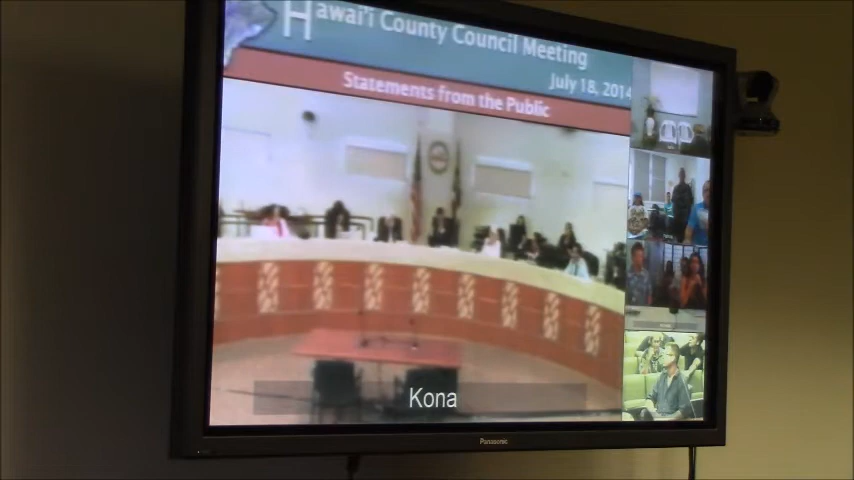 Hawai'i County Council Meeting
July 18, 2014
Statements from the Public
Kona
Panasonic